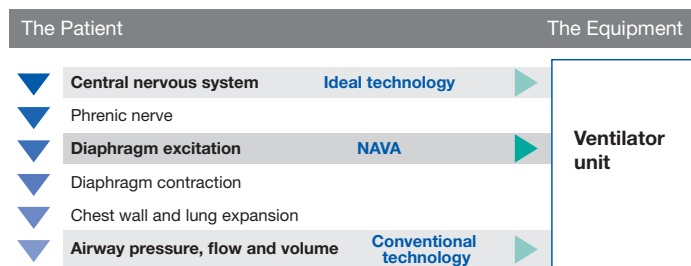 The Patient The Equipment
Central nervous system Ideal technology
Phrenic nerve
Diaphragm excitation NAVA
Ventilator
unit
Diaphragm contraction
Chest wall and lung expansion
Airway pressure, flow and volume Conventional
technology